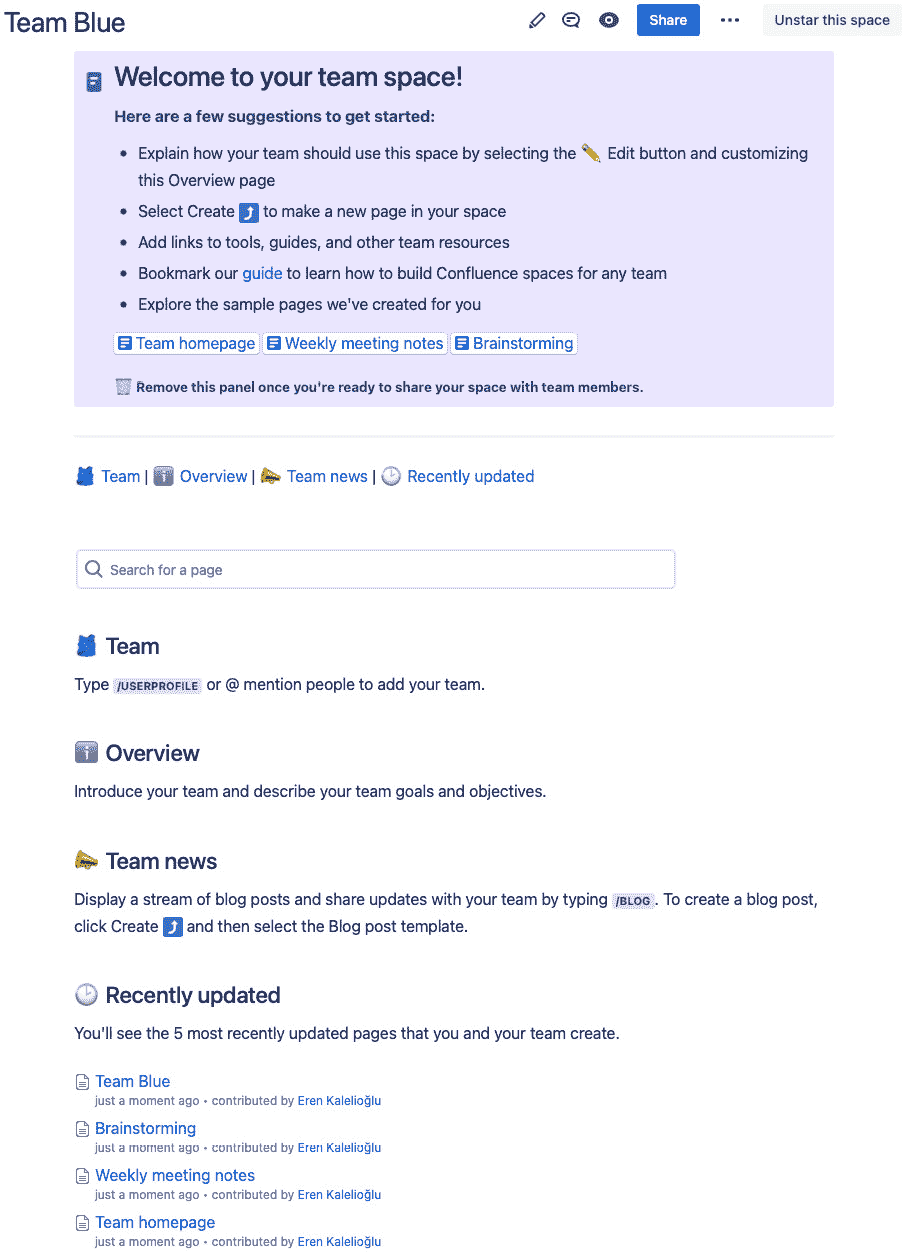 Team Blue
Share
Unstar this space
Welcome to your team space!
Here are a few suggestions to get started:
Explain how your team should use this space by selecting the Edit button and customizing
this Overview page
Select Create to make a new page in your space
Add links to tools, guides, and other team resources
Bookmark our guide to learn how to build Confluence spaces for any team
Explore the sample pages we've created for you
Team homepage Weekly meeting notes Brainstorming
Remove this panel once you're ready to share your space with team members.
Team | Overview | Team news | Recently updated
Search for a page
Team
Type /USERPROFILE or @ mention people to add your team.
Overview
Introduce your team and describe your team goals and objectives.
Team news
Display a stream of blog posts and share updates with your team by typing /BLOG. To create a blog post,
click Create and then select the Blog post template.
Recently updated
You'll see the 5 most recently updated pages that you and your team create.
Team Blue
just a moment ago • contributed by Eren Kalelioğlu
Brainstorming
just a moment ago • contributed by Eren Kalelioğlu
Weekly meeting notes
just a moment ago • contributed by Eren Kalelioğlu
Team homepage
just a moment ago • contributed by Eren Kalelioğlu